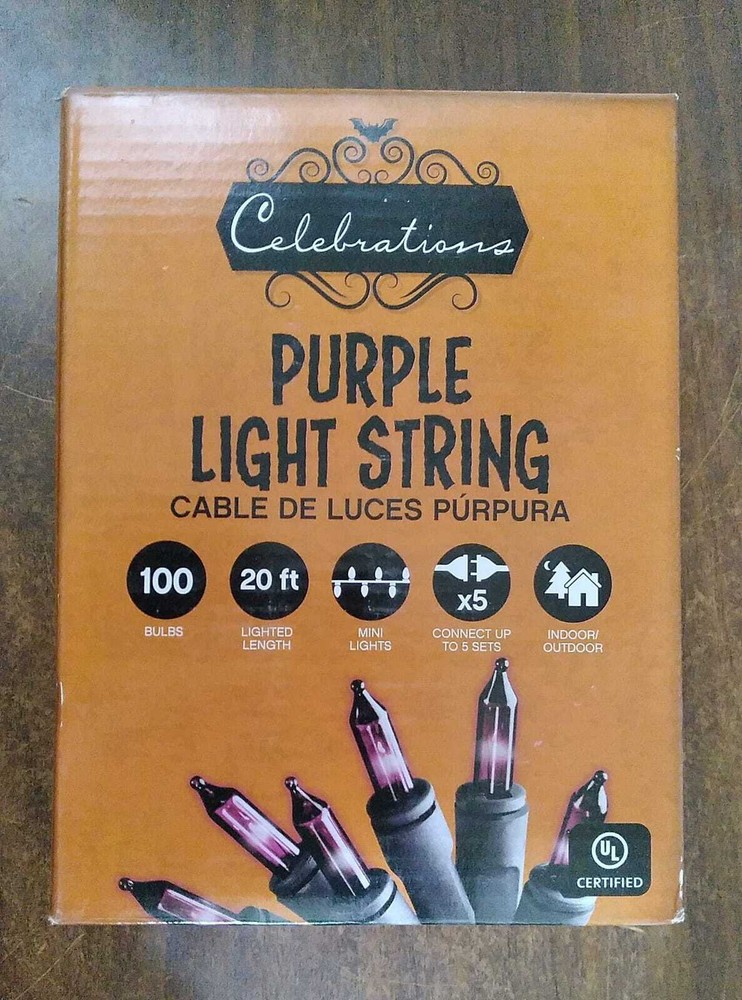 Celebrations
PURPLE
LIGHT STRING
CABLE DE LUCES PÚRPURA
100
BULBS
20 ft
LIGHTED
LENGTH
MINI
LIGHTS
x5
CONNECT UP
TO 5 SETS
INDOOR/
OUTDOOR
UL
CERTIFIED